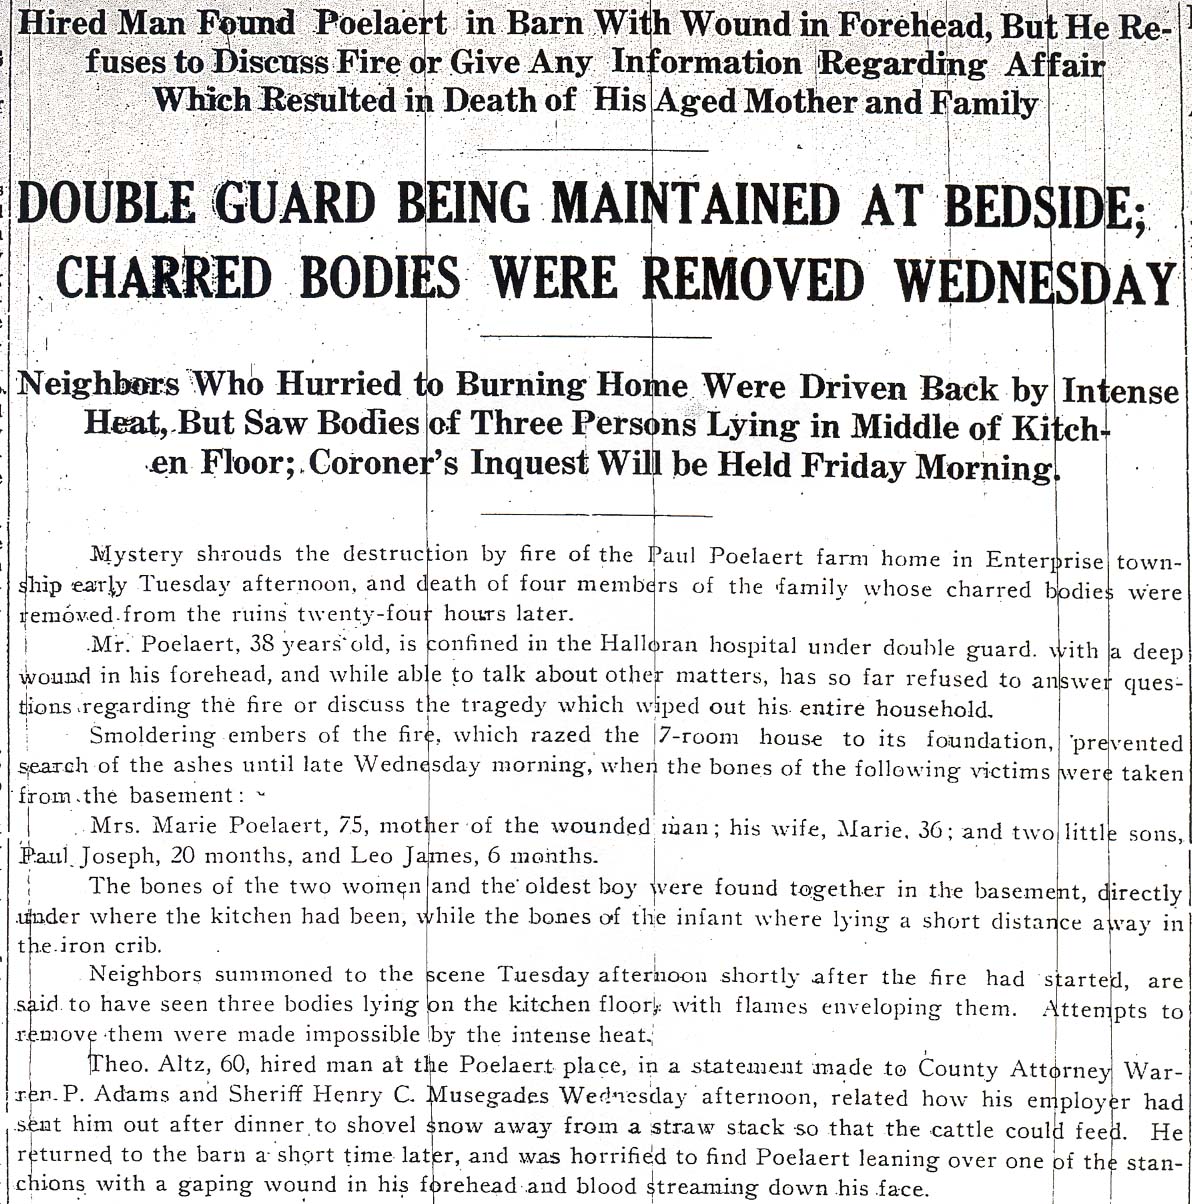 Hired Man Found Poelaert in Barn With Wound in Forehead, But He Re-
fuses to Discuss Fire or Give Any Information Regarding Affair
Which Resulted in Death of His Aged Mother and Family
DOUBLE GUARD BEING MAINTAINED AT BEDSIDE;
CHARRED BODIES WERE REMOVED WEDNESDAY
Neighbors Who Hurried to Burning Home Were Driven Back by Intense
Heat, But Saw Bodies of Three Persons Lying in Middle of Kitch-
en Floor; Coroner's Inquest Will be Held Friday Morning.
Mystery shrouds the destruction by fire of the Paul Poelaert farm home in Enterprise town-
ship early Tuesday afternoon, and death of four members of the family whose charred bodies were
removed from the ruins twenty-four hours later.
Mr. Poelaert, 38 years old, is confined in the Halloran hospital under double guard. with a deep
wound in his forehead, and while able to talk about other matters, has so far refused to answer ques-
tions regarding the fire or discuss the tragedy which wiped out his entire household.
Smoldering embers of the fire, which razed the 7-room house to its foundation, prevented
search of the ashes until late Wednesday morning, when the bones of the following victims were taken
from the basement:
Mrs. Marie Poelaert, 75, mother of the wounded man; his wife, Marie, 36; and two little sons,
Paul Joseph, 20 months, and Leo James, 6 months.
The bones of the two women and the oldest boy were found together in the basement, directly
under where the kitchen had been, while the bones of the infant where lying a short distance away in
the iron crib.
Neighbors summoned to the scene Tuesday afternoon shortly after the fire had started, are
said to have seen three bodies lying on the kitchen floor, with flames enveloping them. Attempts to
remove them were made impossible by the intense heat.
Theo. Altz, 60, hired man at the Poelaert place, in a statement made to County Attorney War-
ren P. Adams and Sheriff Henry C. Musegades Wednesday afternoon, related how his employer had
sent him out after dinner to shovel snow away from a straw stack so that the cattle could feed. He
returned to the barn a short time later, and was horrified to find Poelaert leaning over one of the stan-
chions with a gaping wound in his forehead and blood streaming down his face.